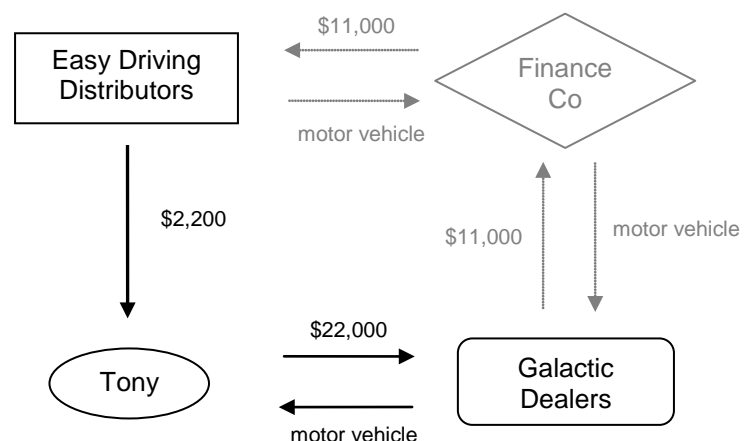 $11,000
Easy Driving
Distributors
Finance
Co
motor vehicle
$2,200
$11,000
motor vehicle
$22,000
Tony
Galactic
Dealers
motor vehicle